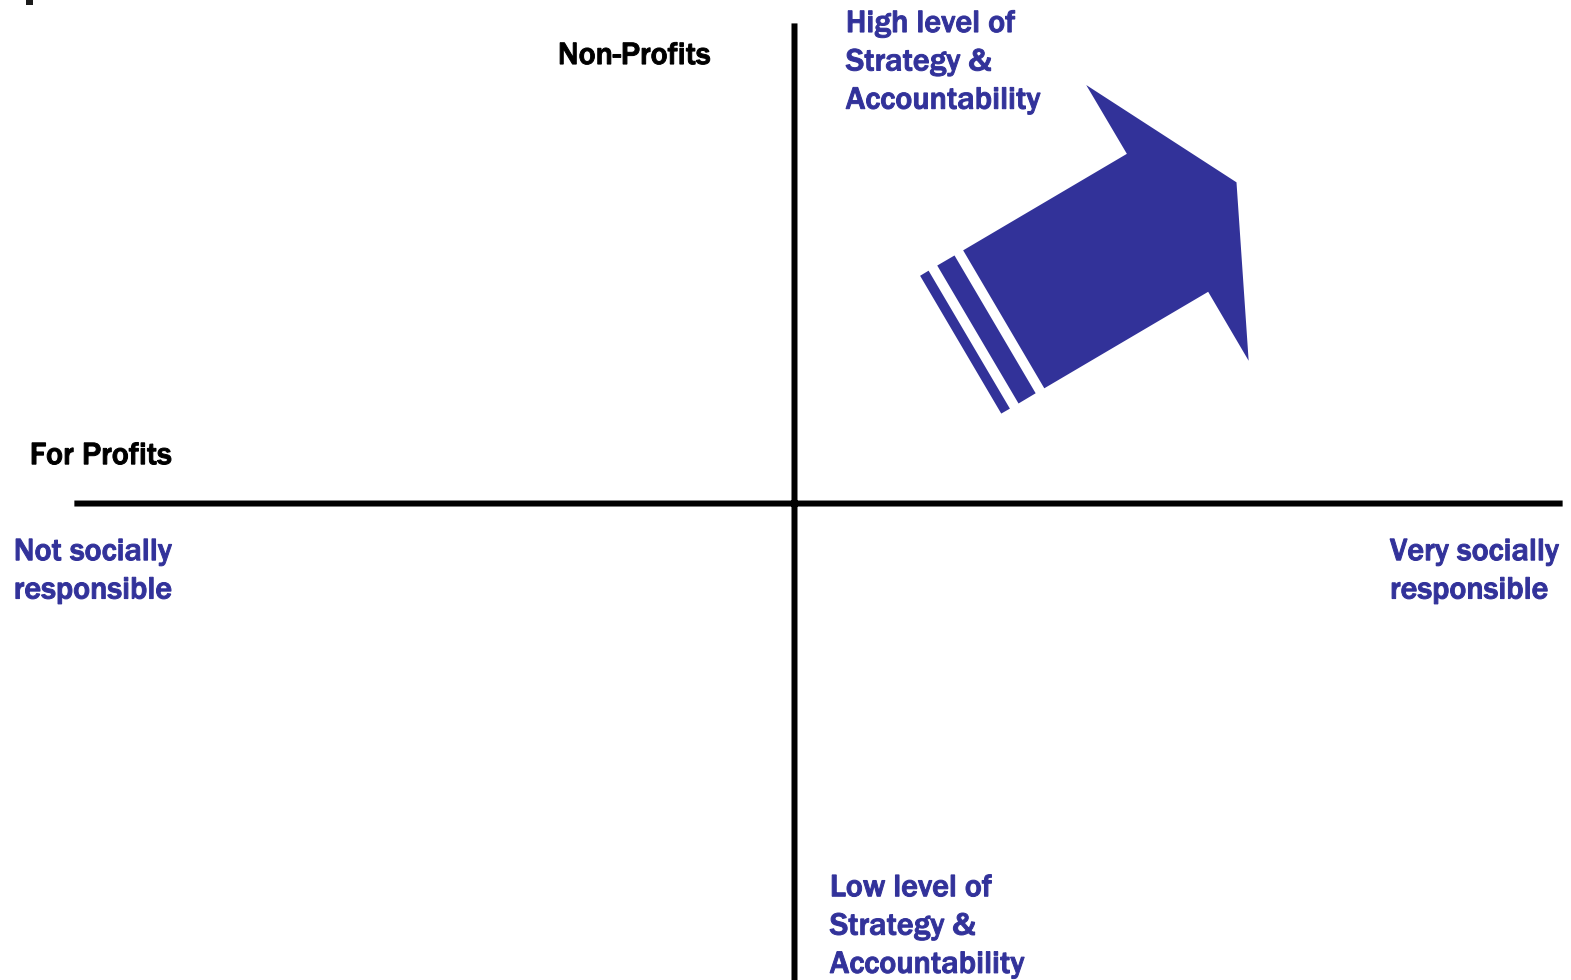 Non-Profits
High level of
Strategy &
Accountability
For Profits
Not socially
responsible
Very socially
responsible
Low level of
Strategy &
Accountability